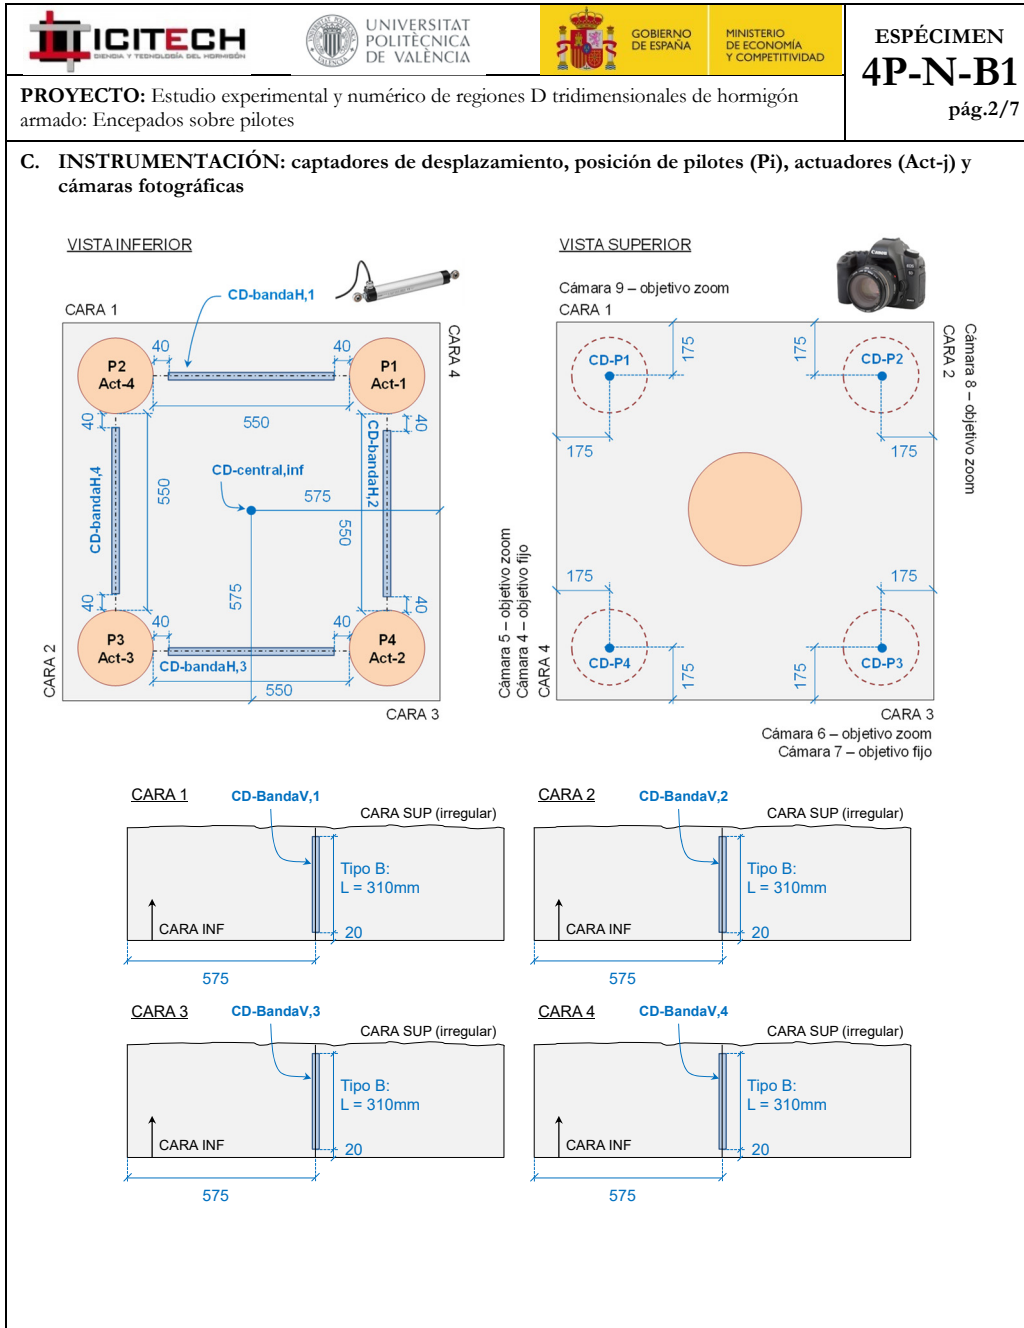 ICITECH
CIENCIA Y TECNOLOGÍA DEL HORMIGÓN
UNIVERSITAT
POLITÈCNICA
DE VALÈNCIA
GOBIERNO
DE ESPAÑA
MINISTERIO
DE ECONOMÍA
Y COMPETITIVIDAD
ESPÉCIMEN
4P-N-B1
pág.2/7
PROYECTO: Estudio experimental y numérico de regiones D tridimensionales de hormigón
armado: Encepados sobre pilotes
C. INSTRUMENTACIÓN: captadores de desplazamiento, posición de pilotes (Pi), actuadores (Act-j) y
cámaras fotográficas
VISTA INFERIOR
CD-bandaH,1
CARA 1
CARA 4
P2
Act-4
40
40
P1
Act-1
550
40
40
CD-bandaH,4
550
CD-central,inf
575
CD-bandaH,2
550
575
40
40
P3
Act-3
40
40
P4
Act-2
CD-bandaH,3
550
CARA 2
CARA 3
VISTA SUPERIOR
Canon
Cámara 9 – objetivo zoom
CARA 1
CD-P1
175
175
CD-P2
175
175
CARA 2
Cámara 8 – objetivo zoom
Cámara 5 – objetivo zoom
Cámara 4 – objetivo fijo
CARA 4
175
175
CD-P4
175
175
CD-P3
CARA 3
Cámara 6 – objetivo zoom
Cámara 7 – objetivo fijo
CARA 1
CD-BandaV,1
CARA SUP (irregular)
Tipo B:
L = 310mm
CARA INF
20
575
CARA 2
CD-BandaV,2
CARA SUP (irregular)
Tipo B:
L = 310mm
CARA INF
20
575
CARA 3
CD-BandaV,3
CARA SUP (irregular)
Tipo B:
L = 310mm
CARA INF
20
575
CARA 4
CD-BandaV,4
CARA SUP (irregular)
Tipo B:
L = 310mm
CARA INF
20
575